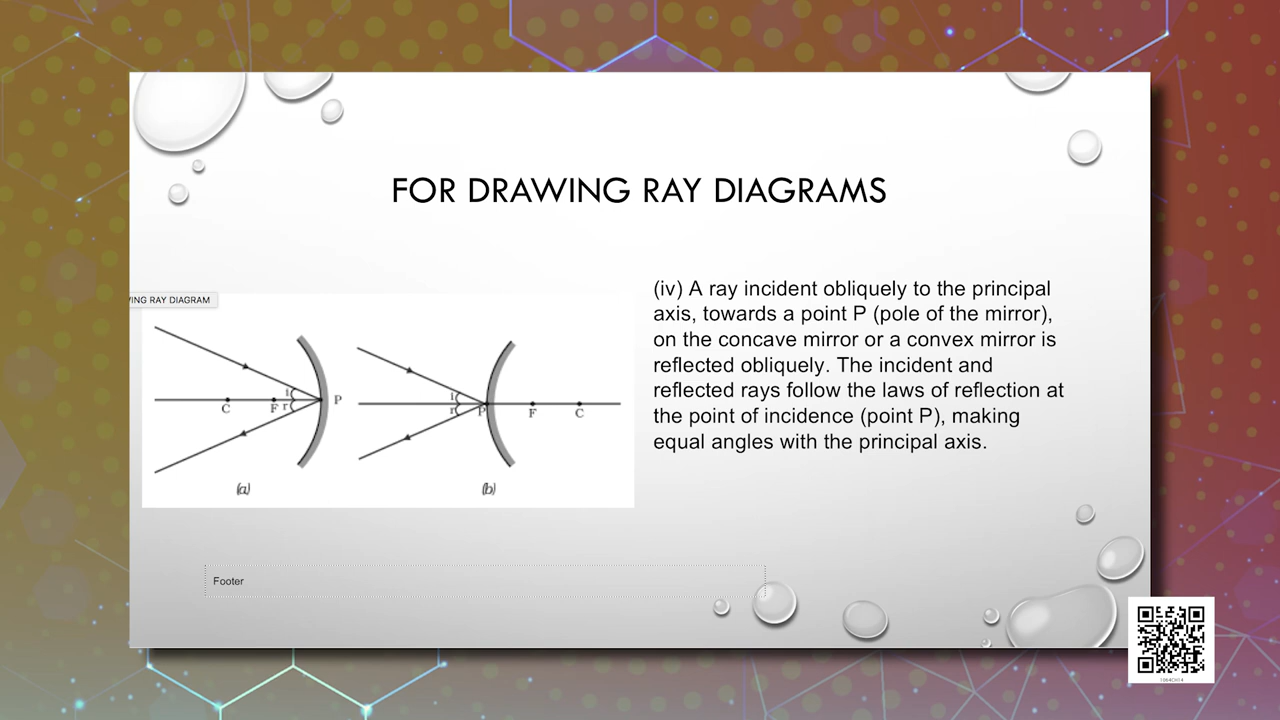 FOR DRAWING RAY DIAGRAMS
ING RAY DIAGRAM
(iv) A ray incident obliquely to the principal
axis, towards a point P (pole of the mirror),
on the concave mirror or a convex mirror is
reflected obliquely. The incident and
reflected rays follow the laws of reflection at
the point of incidence (point P), making
equal angles with the principal axis.
i
C F r P
(a)
i
r P F C
(b)
Footer
1064CH14